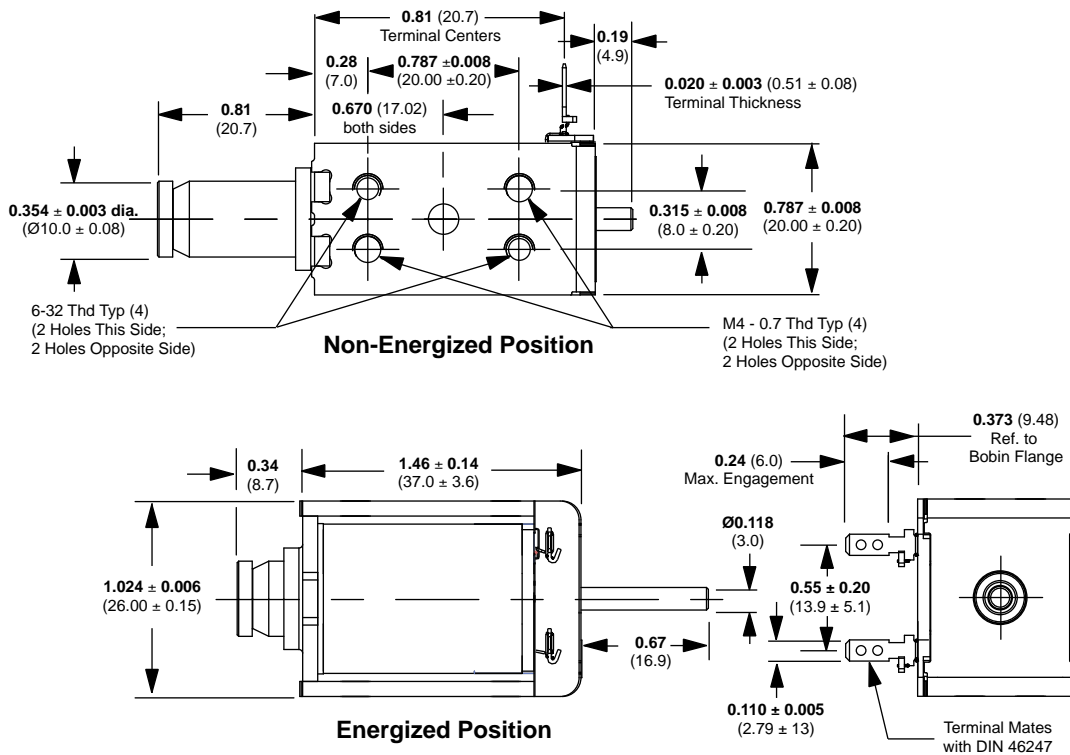 0.81 (20.7)
Terminal Centers
0.19
(4.9)
0.28
(7.0)
0.787 ±0.008
(20.00 ±0.20)
0.020 ± 0.003 (0.51 ± 0.08)
Terminal Thickness
0.81
(20.7)
0.670 (17.02)
both sides
0.354 ± 0.003 dia.
(Ø10.0 ± 0.08)
0.315 ± 0.008
(8.0 ± 0.20)
0.787 ± 0.008
(20.00 ± 0.20)
6-32 Thd Typ (4)
(2 Holes This Side;
2 Holes Opposite Side)
Non-Energized Position
M4 - 0.7 Thd Typ (4)
(2 Holes This Side;
2 Holes Opposite Side)
0.34
(8.7)
1.46 ± 0.14
(37.0 ± 3.6)
0.373 (9.48)
Ref. to
Bobin Flange
0.24 (6.0)
Max. Engagement
Ø0.118
(3.0)
1.024 ± 0.006
(26.00 ± 0.15)
0.55 ± 0.20
(13.9 ± 5.1)
0.67
(16.9)
0.110 ± 0.005
(2.79 ± 13)
Energized Position
Terminal Mates
with DIN 46247